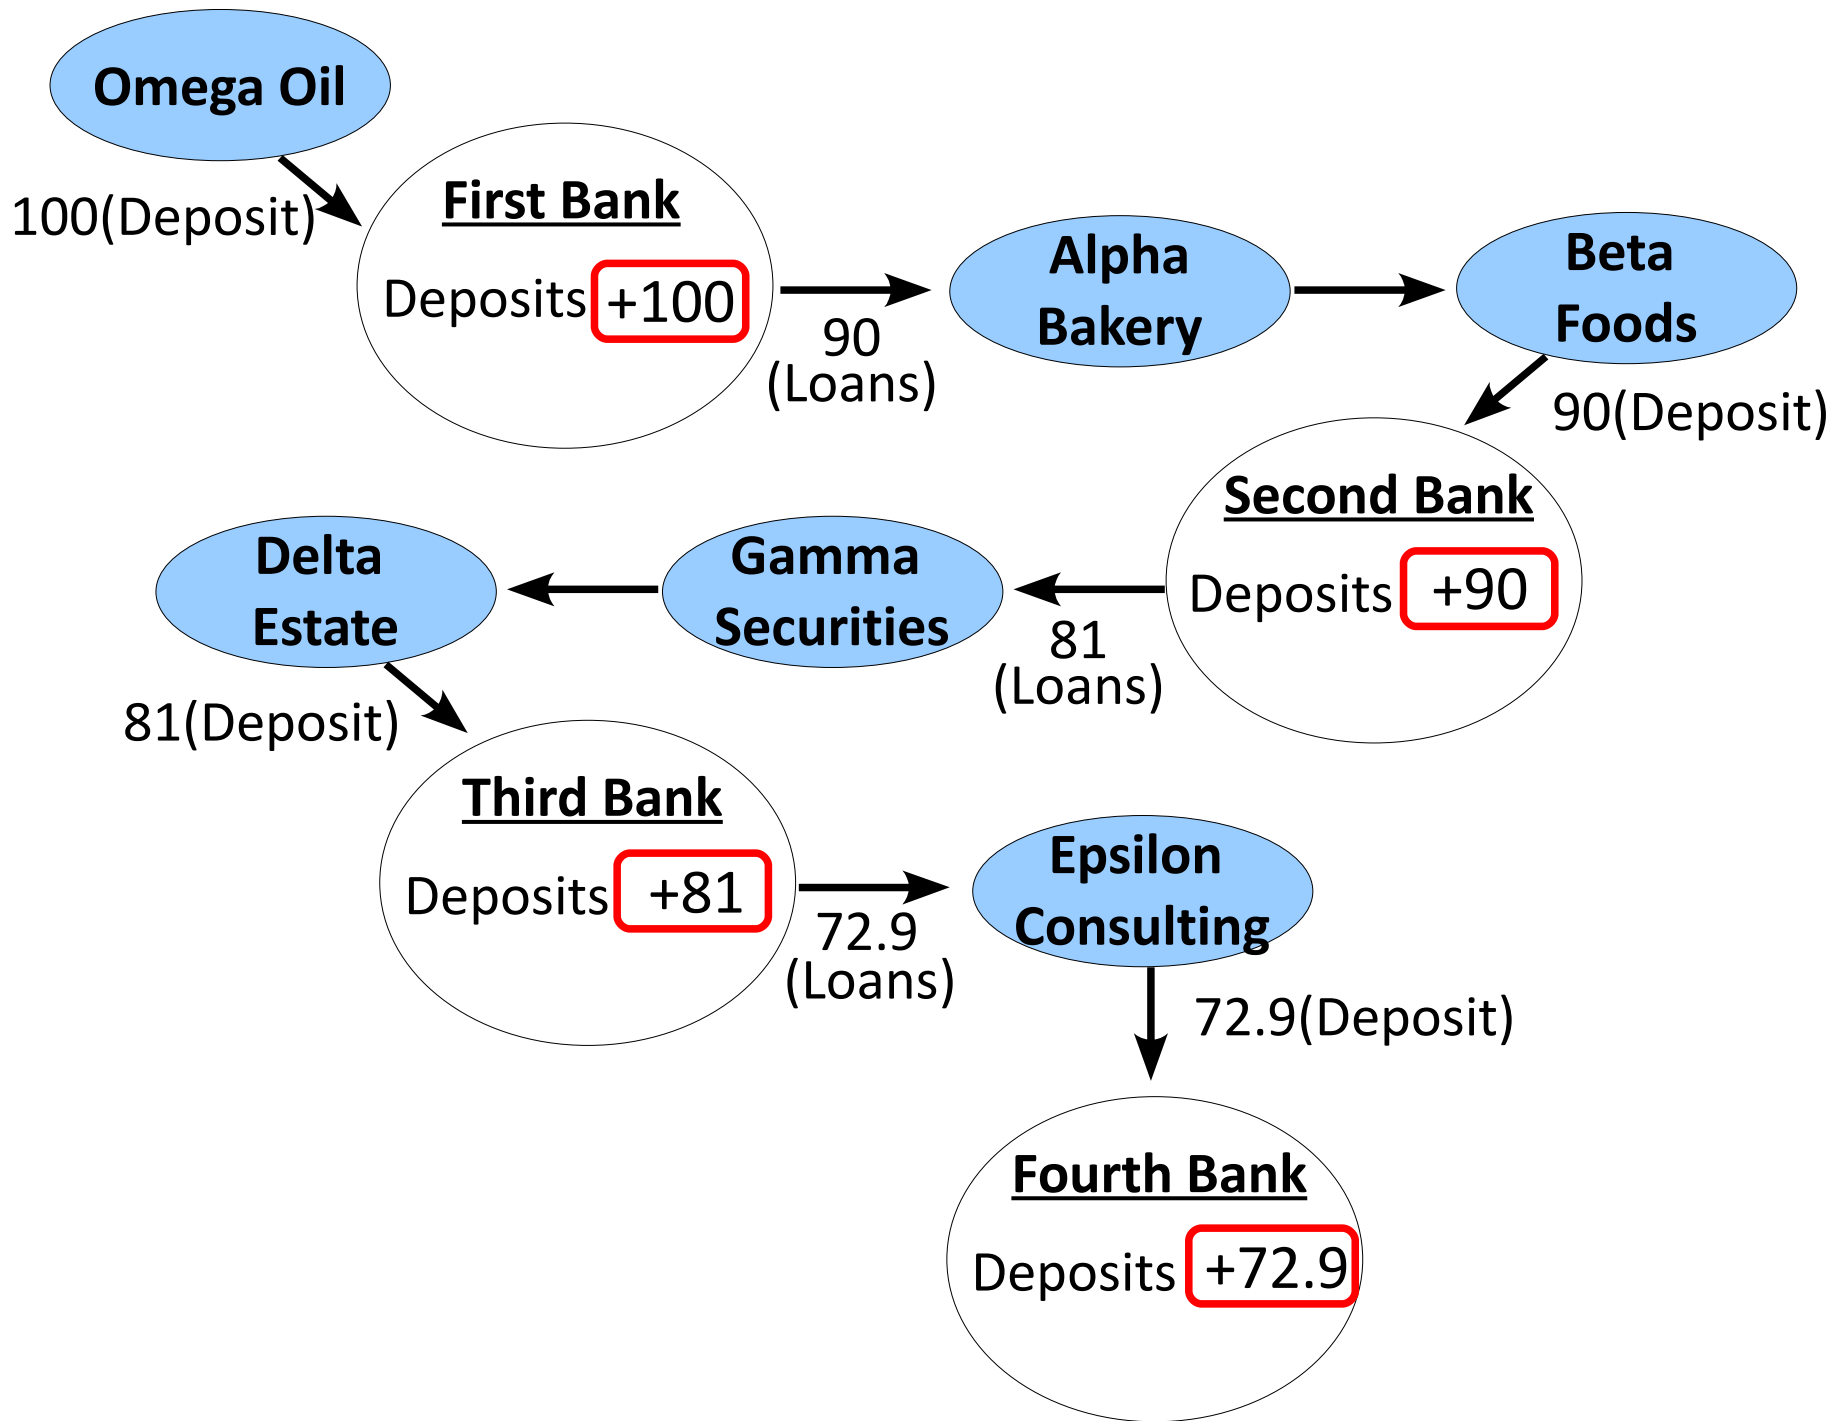 Omega Oil
100(Deposit)
First Bank
Deposits +100
90
(Loans)
Alpha
Bakery
Beta
Foods
90(Deposit)
Second Bank
Deposits +90
81
(Loans)
Gamma
Securities
Delta
Estate
81(Deposit)
Third Bank
Deposits +81
72.9
(Loans)
Epsilon
Consulting
72.9(Deposit)
Fourth Bank
Deposits +72.9